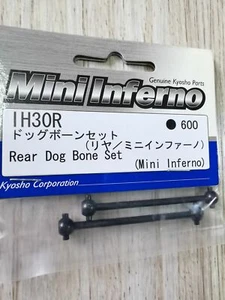 Mini Inferno
Genuine Kyosho Parts
IH30R
● 600
ドッグボーンセット
(リヤ/ミニインファーノ)
Rear Dog Bone Set
(Mini Inferno)
Kyosho Corporation